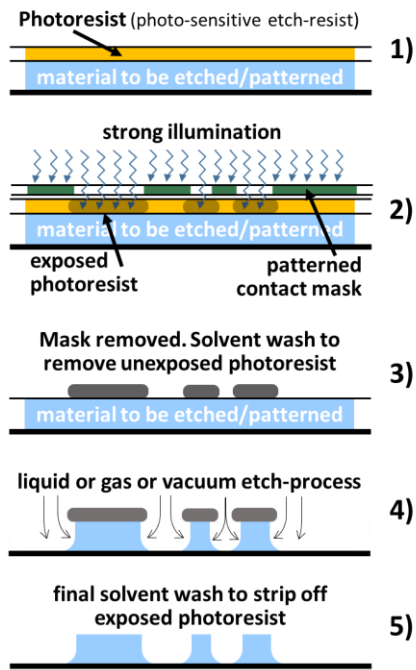 Photoresist (photo-sensitive etch-resist)
1)
material to be etched/patterned
strong illumination
2)
material to be etched/patterned
exposed
photoresist
patterned
contact mask
Mask removed. Solvent wash to
remove unexposed photoresist
3)
material to be etched/patterned
liquid or gas or vacuum etch-process
4)
final solvent wash to strip off
exposed photoresist
5)